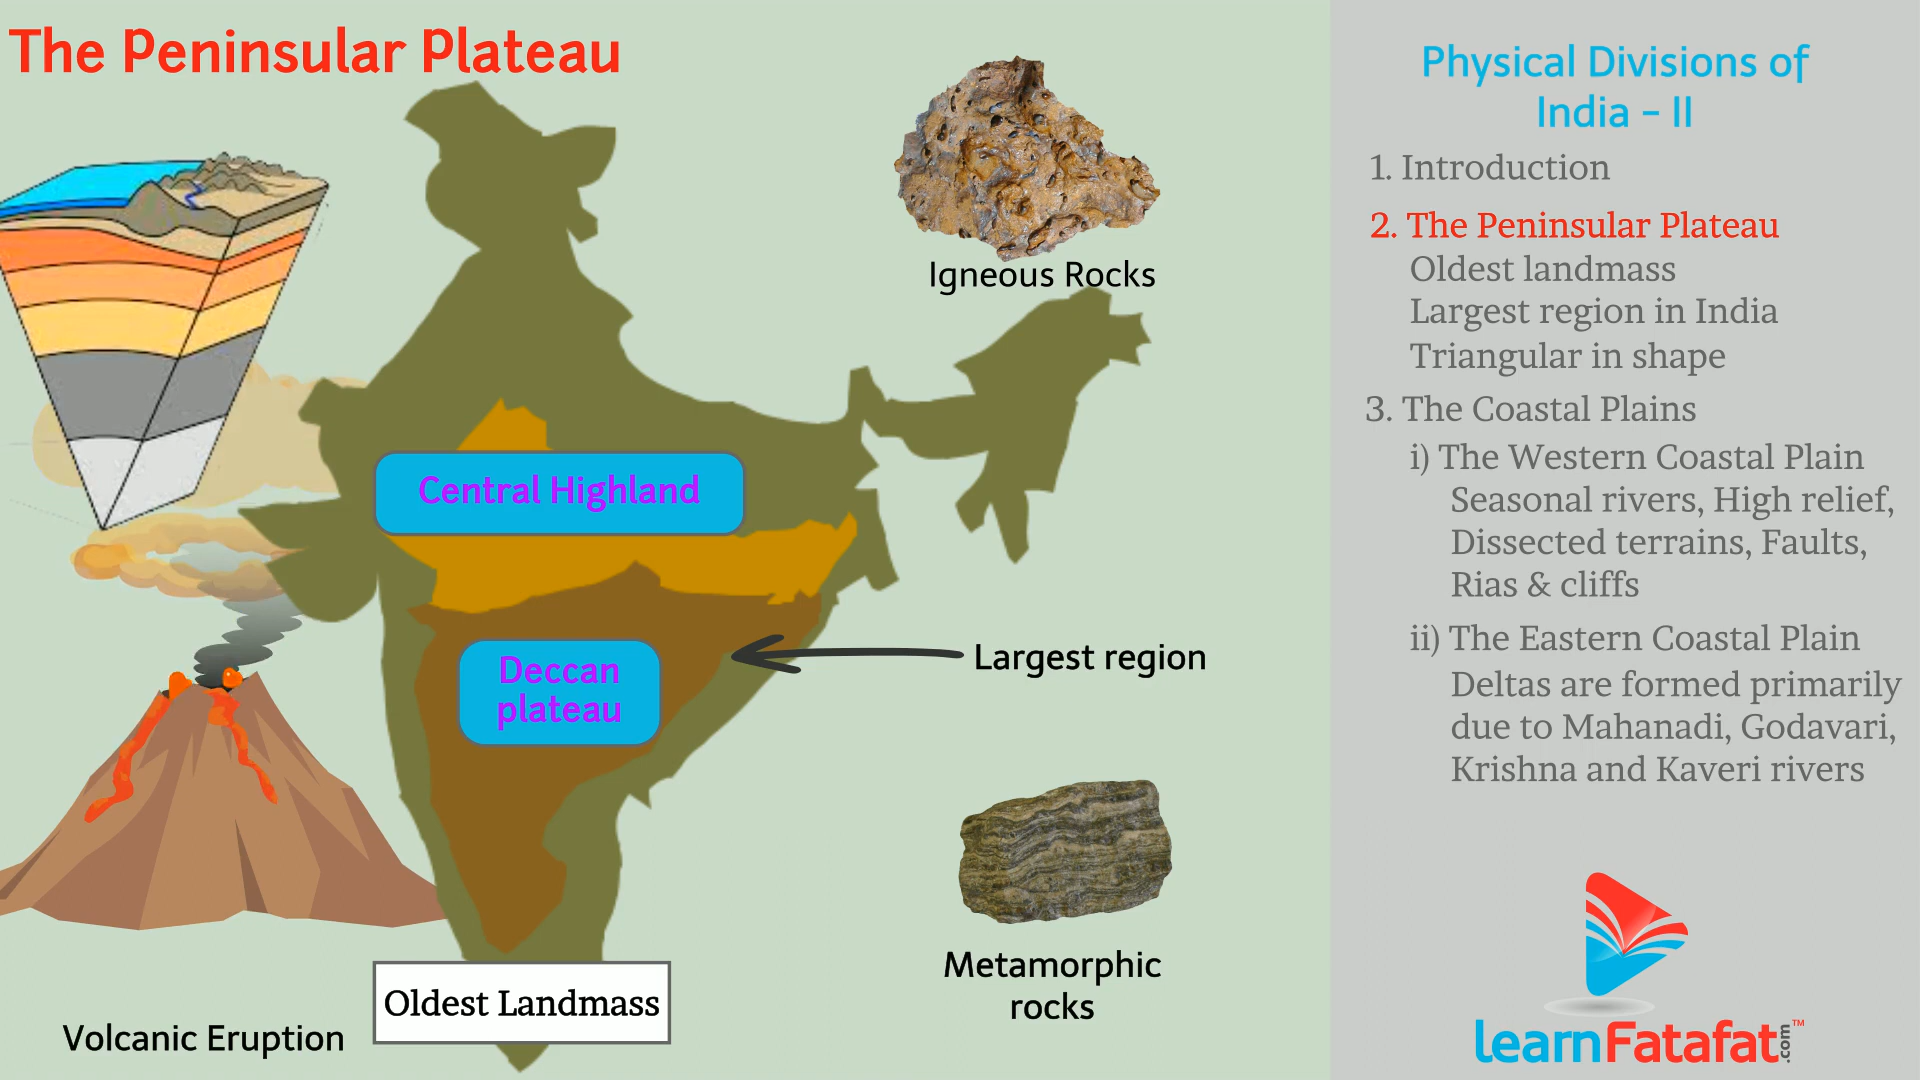 The Peninsular Plateau
Igneous Rocks
Central Highland
Deccan
plateau
Largest region
Metamorphic
rocks
Oldest Landmass
Volcanic Eruption
Physical Divisions of
India - II
1. Introduction
2. The Peninsular Plateau
Oldest landmass
Largest region in India
Triangular in shape
3. The Coastal Plains
i) The Western Coastal Plain
Seasonal rivers, High relief,
Dissected terrains, Faults,
Rias & cliffs
ii) The Eastern Coastal Plain
Deltas are formed primarily
due to Mahanadi, Godavari,
Krishna and Kaveri rivers
learnFatafat.com™